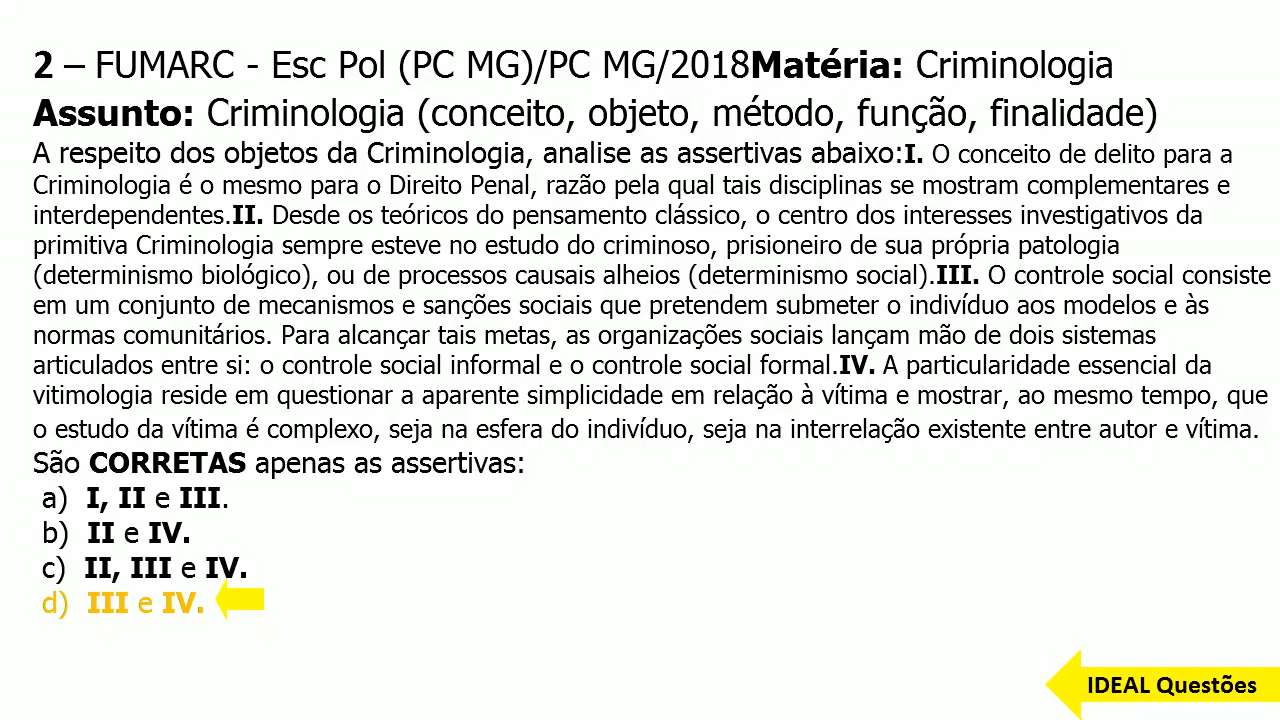 2 – FUMARC - Esc Pol (PC MG)/PC MG/2018Matéria: Criminologia
Assunto: Criminologia (conceito, objeto, método, função, finalidade)
A respeito dos objetos da Criminologia, analise as assertivas abaixo:I. O conceito de delito para a
Criminologia é o mesmo para o Direito Penal, razão pela qual tais disciplinas se mostram complementares e
interdependentes.II. Desde os teóricos do pensamento clássico, o centro dos interesses investigativos da
primitiva Criminologia sempre esteve no estudo do criminoso, prisioneiro de sua própria patologia
(determinismo biológico), ou de processos causais alheios (determinismo social).III. O controle social consiste
em um conjunto de mecanismos e sanções sociais que pretendem submeter o indivíduo aos modelos e às
normas comunitários. Para alcançar tais metas, as organizações sociais lançam mão de dois sistemas
articulados entre si: o controle social informal e o controle social formal.IV. A particularidade essencial da
vitimologia reside em questionar a aparente simplicidade em relação à vítima e mostrar, ao mesmo tempo, que
o estudo da vítima é complexo, seja na esfera do indivíduo, seja na interrelação existente entre autor e vítima.
São CORRETAS apenas as assertivas:
a) I, II e III.
b) II e IV.
c) II, III e IV.
d) III e IV.
IDEAL Questões